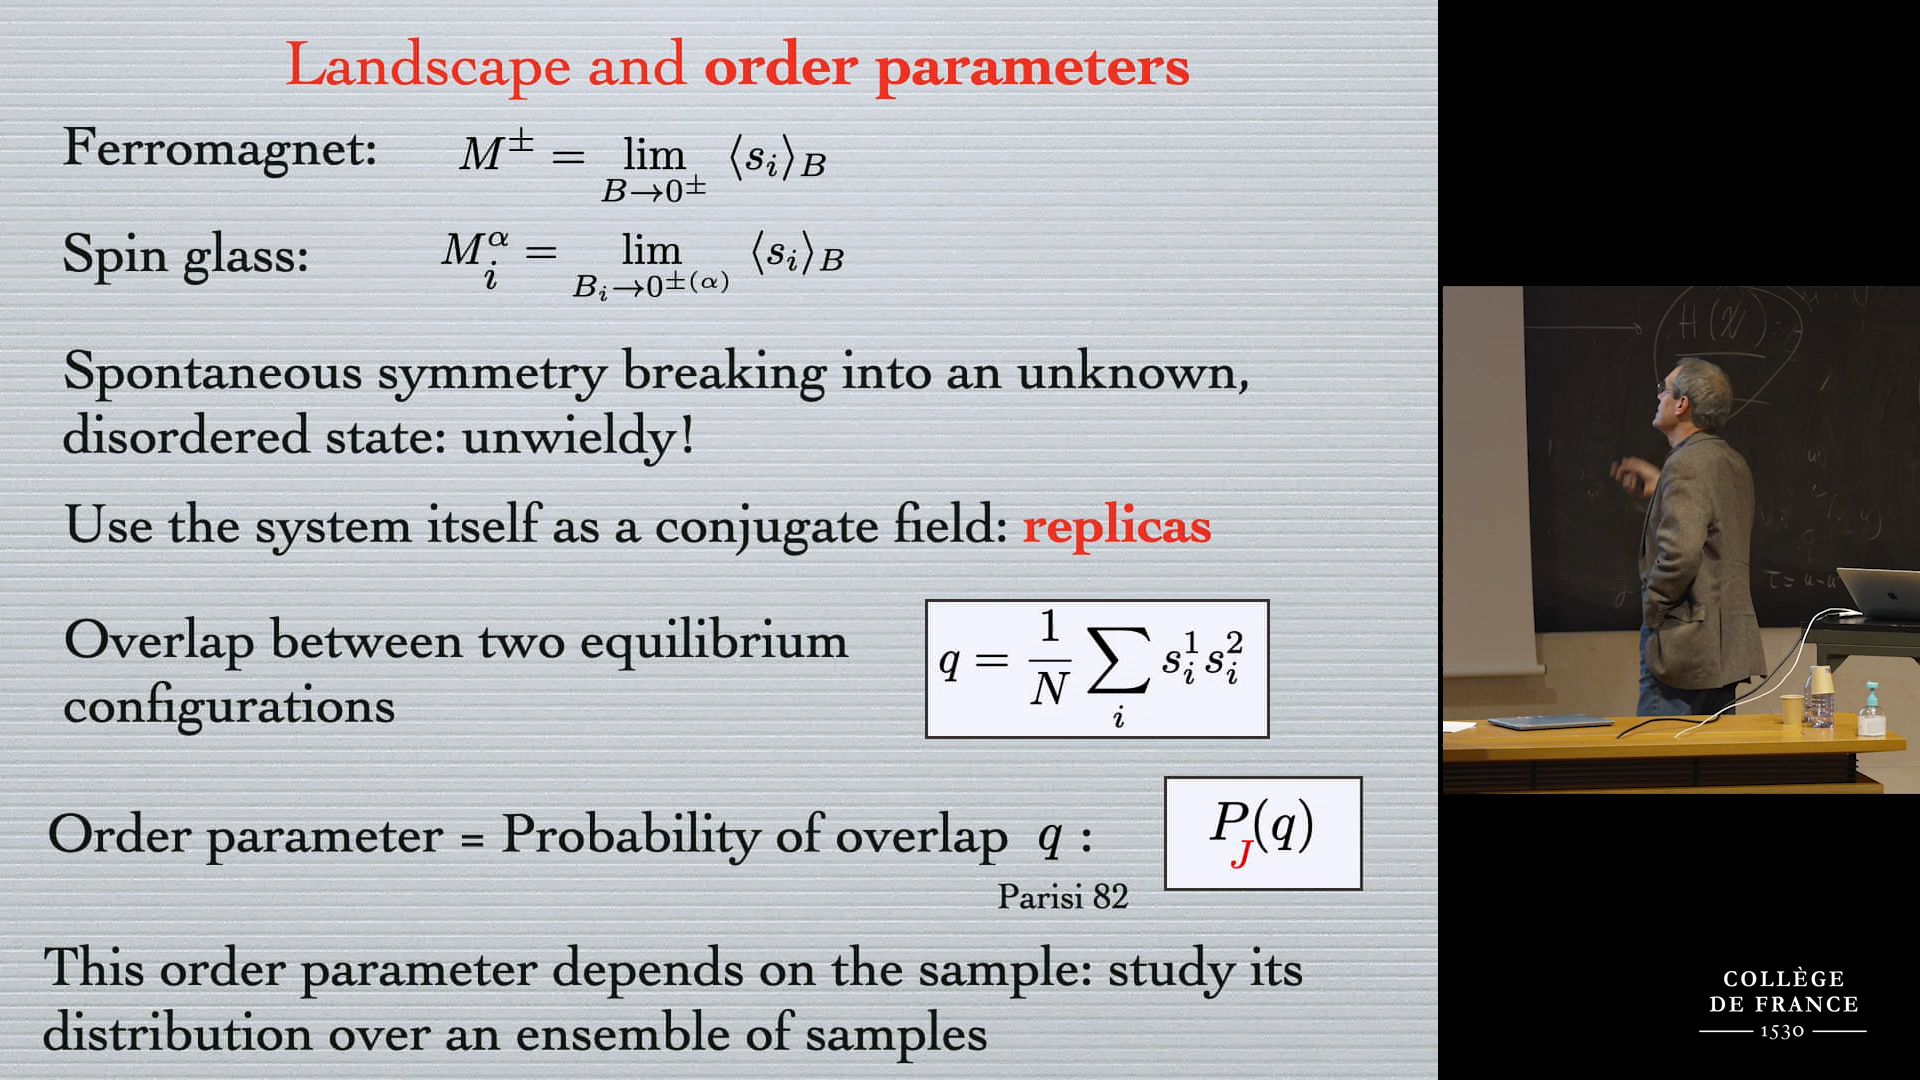 Landscape and order parameters
Ferromagnet: M^± = lim_{B→0^±} ⟨s_i⟩_B
Spin glass: M_i^α = lim_{B_i→0^{±(α)}} ⟨s_i⟩_B
Spontaneous symmetry breaking into an unknown,
disordered state: unwieldy!
Use the system itself as a conjugate field: replicas
Overlap between two equilibrium
configurations
q = \frac{1}{N} \sum_i s_i^1 s_i^2
Order parameter = Probability of overlap q :
P_J(q)
Parisi 82
This order parameter depends on the sample: study its
distribution over an ensemble of samples
H(
COLLÈGE
DE FRANCE
1530